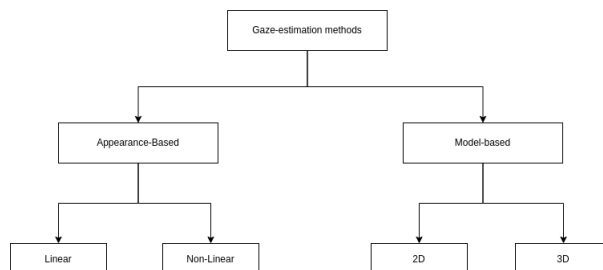 Gaze-estimation methods
Appearance-Based
Model-based
Linear
Non-Linear
2D
3D